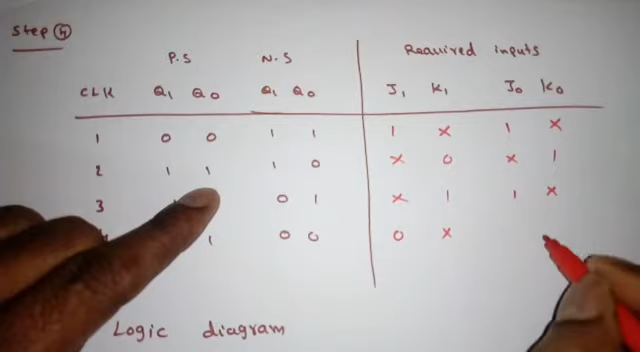 Step ④
P.S N.S Required inputs
CLK Q₁ Q₀ Q₁ Q₀ J₁ K₁ J₀ K₀
1 0 0 1 1 1 x 1 x
2 1 1 1 0 x 0 x 1
3 0 1 x 1 1 x
1 0 0 0 x
Logic diagram